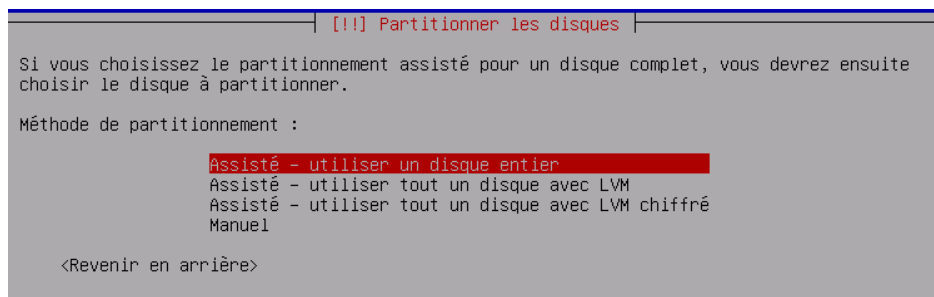 [!!] Partitionner les disques
Si vous choisissez le partitionnement assisté pour un disque complet, vous devrez ensuite
choisir le disque à partitionner.
Méthode de partitionnement :
Assisté - utiliser un disque entier
Assisté - utiliser tout un disque avec LVM
Assisté - utiliser tout un disque avec LVM chiffré
Manuel
<Revenir en arrière>